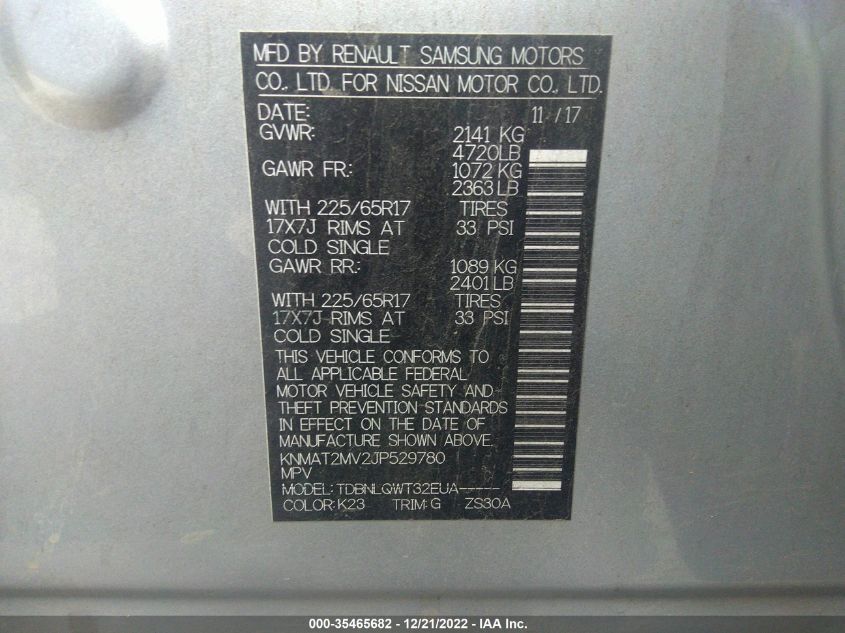 MFD BY RENAULT SAMSUNG MOTORS
CO., LTD. FOR NISSAN MOTOR CO., LTD.
DATE: 11 /17
GVWR: 2141 KG
4720LB
GAWR FR.: 1072 KG
2363 LB
WITH 225/65R17 TIRES
17X7J RIMS AT 33 PSI
COLD SINGLE
GAWR RR.: 1089 KG
2401 LB
WITH 225/65R17 TIRES
17X7J RIMS AT 33 PSI
COLD SINGLE
THIS VEHICLE CONFORMS TO
ALL APPLICABLE FEDERAL
MOTOR VEHICLE SAFETY AND
THEFT PREVENTION STANDARDS
IN EFFECT ON THE DATE OF
MANUFACTURE SHOWN ABOVE.
KNMAT2MV2JP529780
MPV
MODEL: TDBNLQWT32EUA-----
COLOR: K23 TRIM: G ZS30A
000-35465682 - 12/21/2022 - IAA Inc.